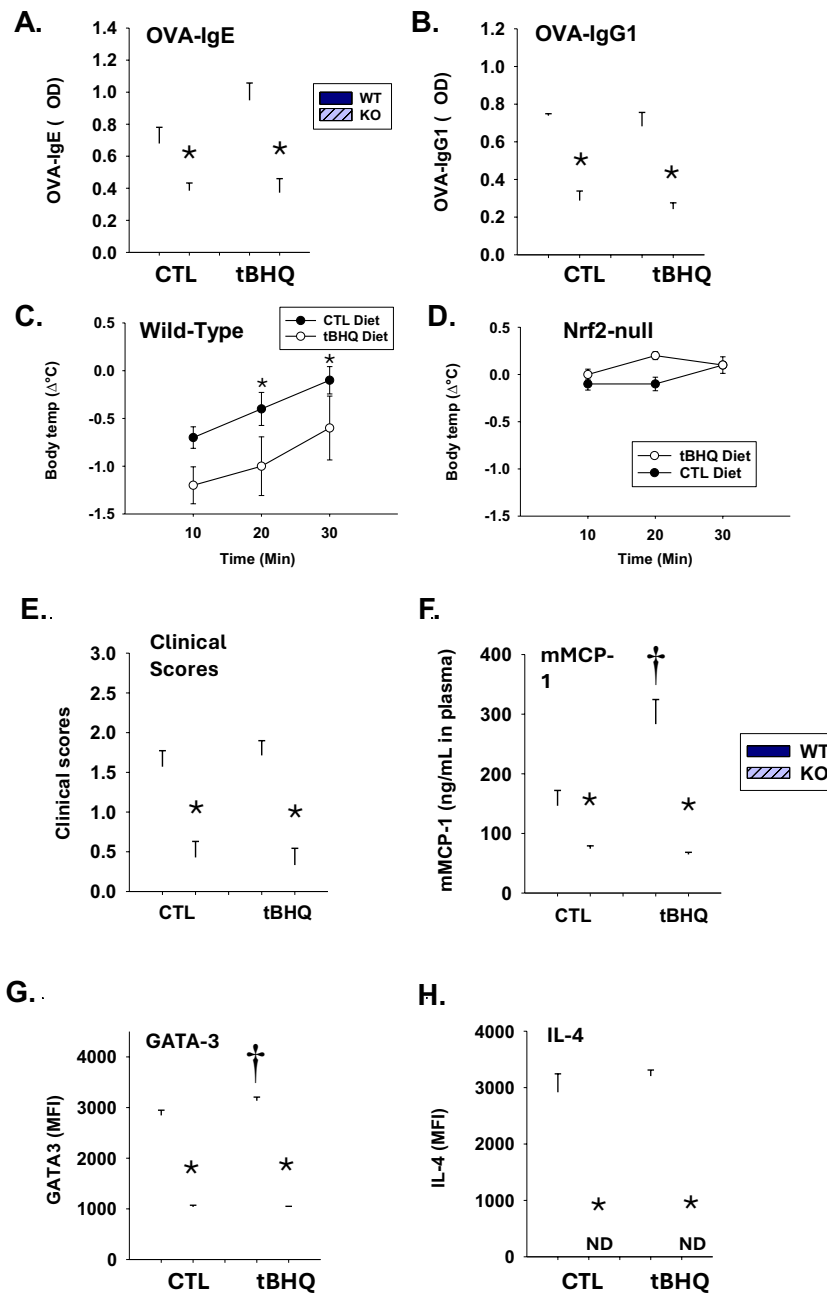 A.
OVA-IgE
OVA-IgE ( OD)
1.4
1.2
1.0
0.8
0.6
0.4
0.2
0.0
*
*
CTL
tBHQ
WT
KO
B.
OVA-IgG1
OVA-IgG1 ( OD)
1.2
1.0
0.8
0.6
0.4
0.2
0.0
*
*
CTL
tBHQ
C.
Wild-Type
CTL Diet
tBHQ Diet
Body temp (Δ°C)
0.5
0.0
-0.5
-1.0
-1.5
*
*
10
20
30
Time (Min)
D.
Nrf2-null
Body temp (Δ°C)
0.5
0.0
-0.5
-1.0
-1.5
tBHQ Diet
CTL Diet
10
20
30
Time (Min)
E..
Clinical
Scores
Clinical scores
3.0
2.5
2.0
1.5
1.0
0.5
0.0
*
*
CTL
tBHQ
F..
mMCP-
1
mMCP-1 (ng/mL in plasma)
400
300
200
100
0
†
*
*
CTL
tBHQ
WT
KO
G. .
GATA-3
GATA3 (MFI)
4000
3000
2000
1000
0
†
*
*
CTL
tBHQ
H..
IL-4
IL-4 (MFI)
4000
3000
2000
1000
0
*
*
ND
ND
CTL
tBHQ